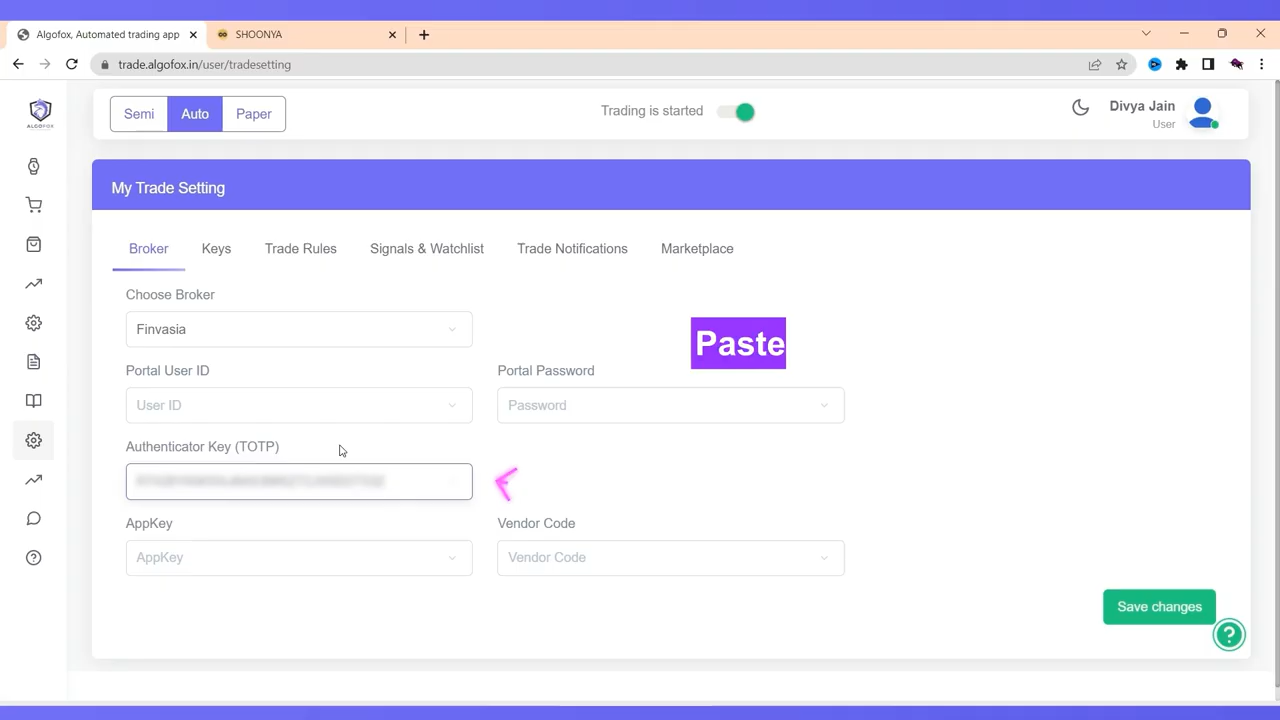 Algofox, Automated trading app
SHOONYA
trade.algofox.in/user/tradesetting
ALGOFOX
Semi
Auto
Paper
Trading is started
Divya Jain
User
My Trade Setting
Broker
Keys
Trade Rules
Signals & Watchlist
Trade Notifications
Marketplace
Choose Broker
Finvasia
Paste
Portal User ID
Portal Password
User ID
Password
Authenticator Key (TOTP)
AppKey
Vendor Code
AppKey
Vendor Code
Save changes
?